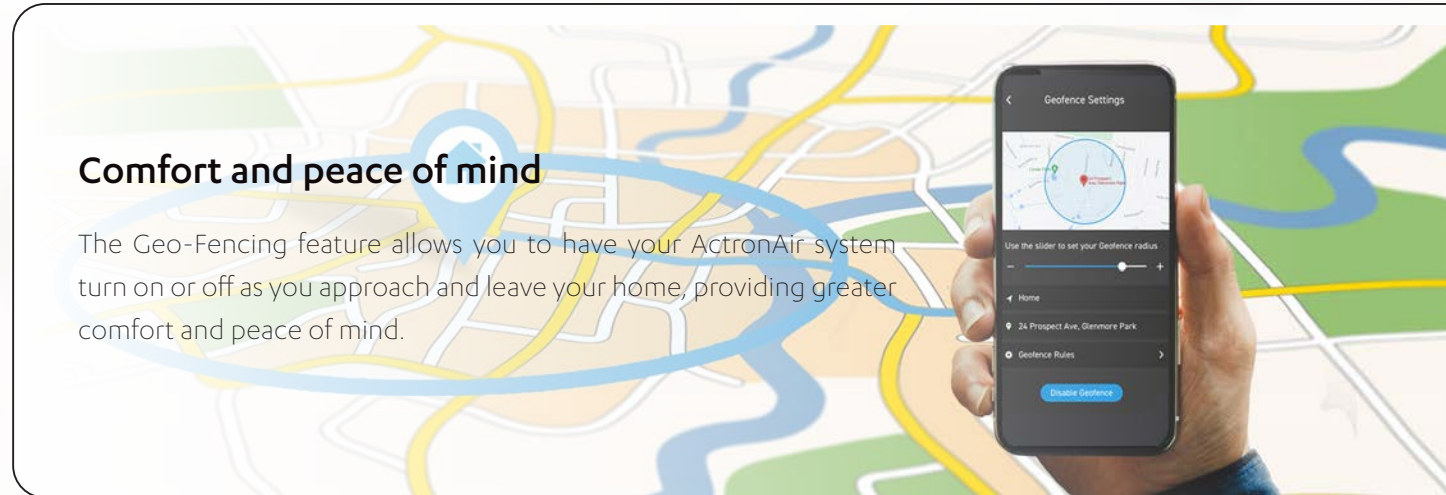 Comfort and peace of mind
The Geo-Fencing feature allows you to have your ActronAir system
turn on or off as you approach and leave your home, providing greater
comfort and peace of mind.
Geofence Settings
Use the slider to set your Geofence radius
Home
24 Prospect Ave, Glenmore Park
Geofence Rules
Disable Geofence